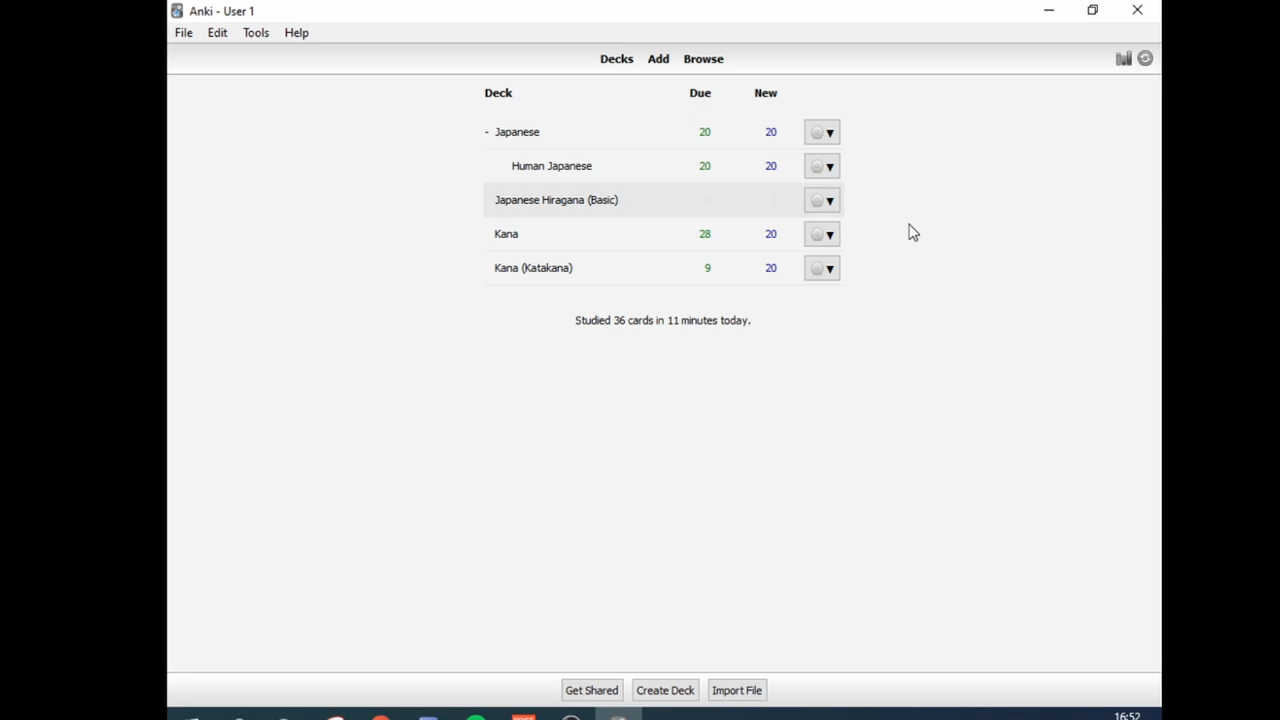 Anki - User 1
File Edit Tools Help
Decks Add Browse
Deck Due New
- Japanese 20 20
Human Japanese 20 20
Japanese Hiragana (Basic)
Kana 28 20
Kana (Katakana) 9 20
Studied 36 cards in 11 minutes today.
Get Shared Create Deck Import File
16:52